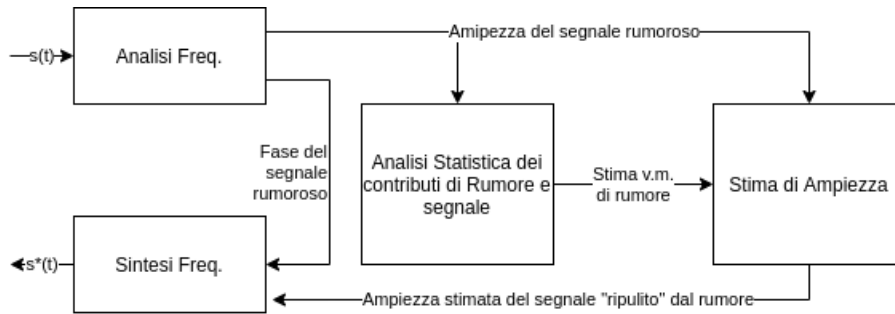 Amipezza del segnale rumoroso
s(t)
Analisi Freq.
Fase del
segnale
rumoroso
Analisi Statistica dei
contributi di Rumore e
segnale
Stima v.m.
di rumore
Stima di Ampiezza
s*(t)
Sintesi Freq.
Ampiezza stimata del segnale "ripulito" dal rumore